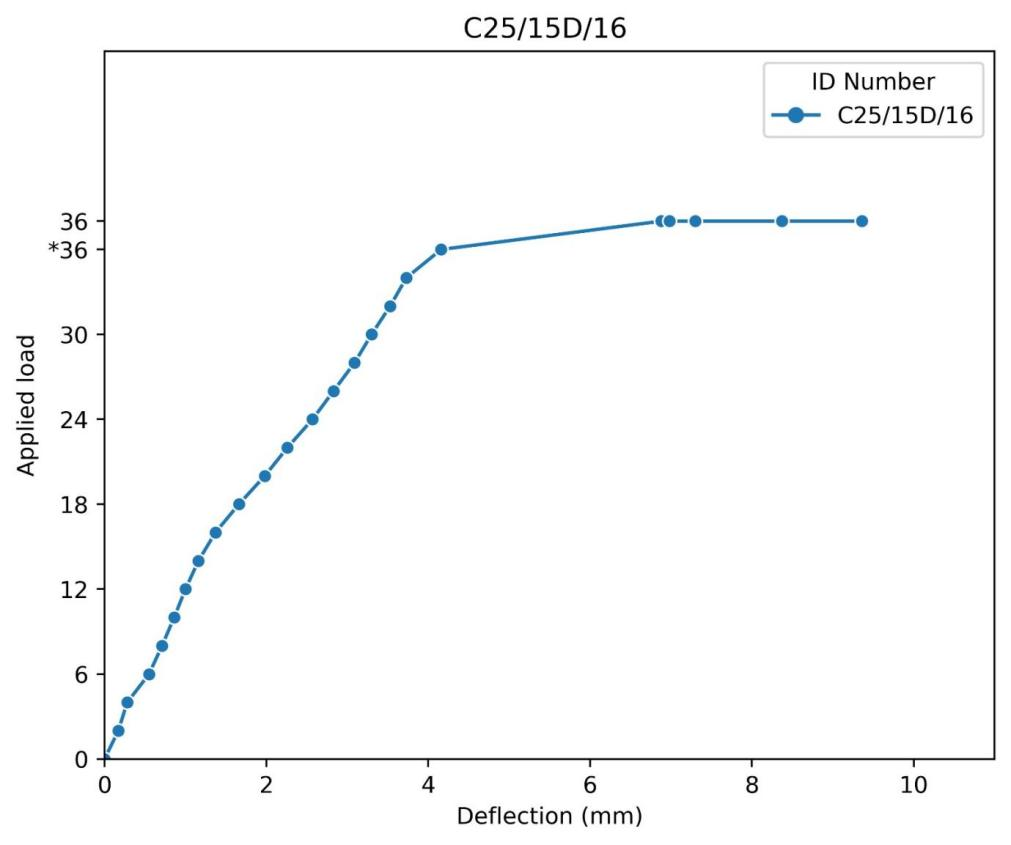 C25/15D/16
ID Number
C25/15D/16
36
*36
30
24
18
12
6
0
Applied load
0 2 4 6 8 10
Deflection (mm)